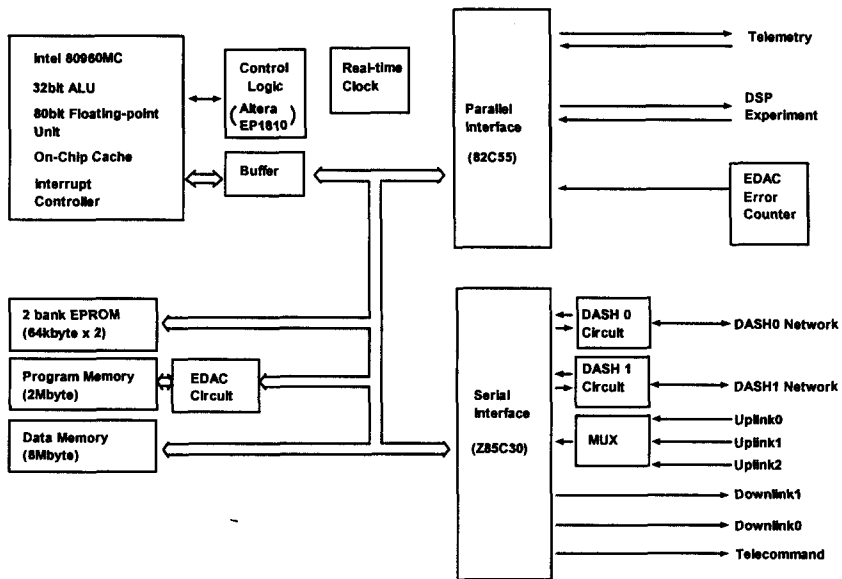 Intel 80960MC
32bit ALU
80bit Floating-point
Unit
On-Chip Cache
Interrupt
Controller
Control
Logic
(Altera
EP1810)
Real-time
Clock
Buffer
Parallel
Interface
(82C55)
Telemetry
DSP
Experiment
EDAC
Error
Counter
2 bank EPROM
(64kbyte x 2)
Program Memory
(2Mbyte)
EDAC
Circuit
Data Memory
(8Mbyte)
Serial
Interface
(Z85C30)
DASH 0
Circuit
DASH0 Network
DASH 1
Circuit
DASH1 Network
MUX
Uplink0
Uplink1
Uplink2
Downlink1
Downlink0
Telecommand